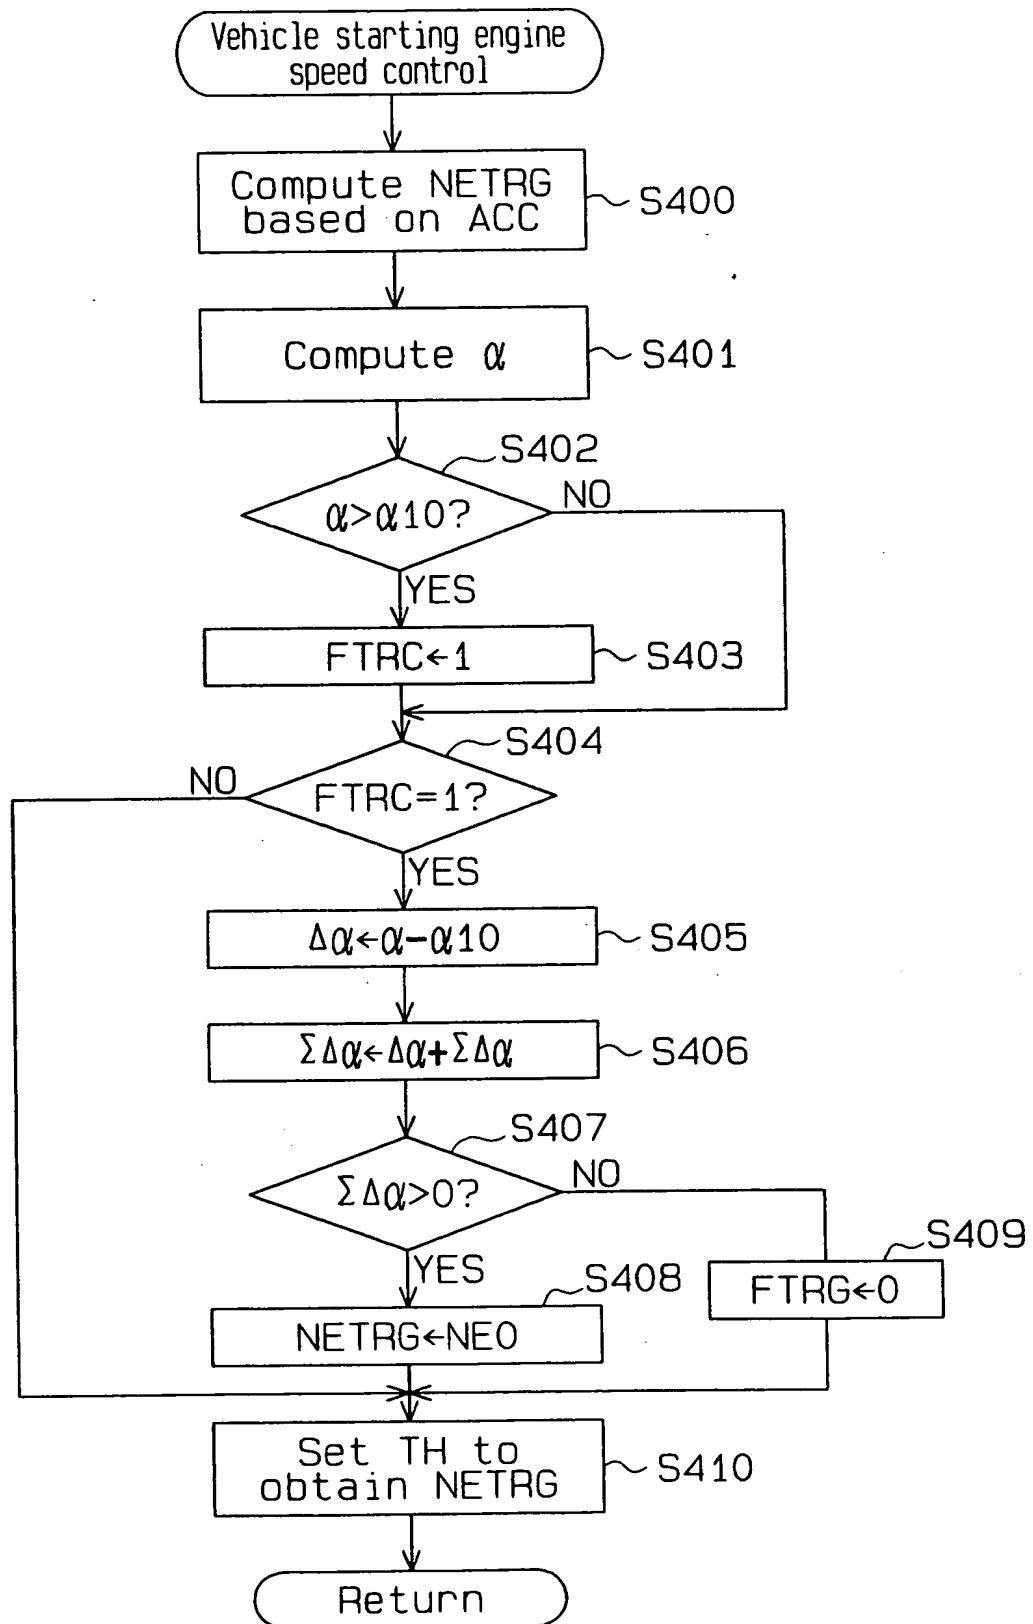 Vehicle starting engine
speed control
Compute NETRG
based on ACC
S400
Compute α
S401
S402
α>α10?
NO
YES
FTRC←1
S403
S404
NO
FTRC=1?
YES
Δα←α-α10
S405
ΣΔα←Δα+ΣΔα
S406
S407
ΣΔα>0?
NO
YES
S409
FTRG←0
S408
NETRG←NE0
Set TH to
obtain NETRG
S410
Return